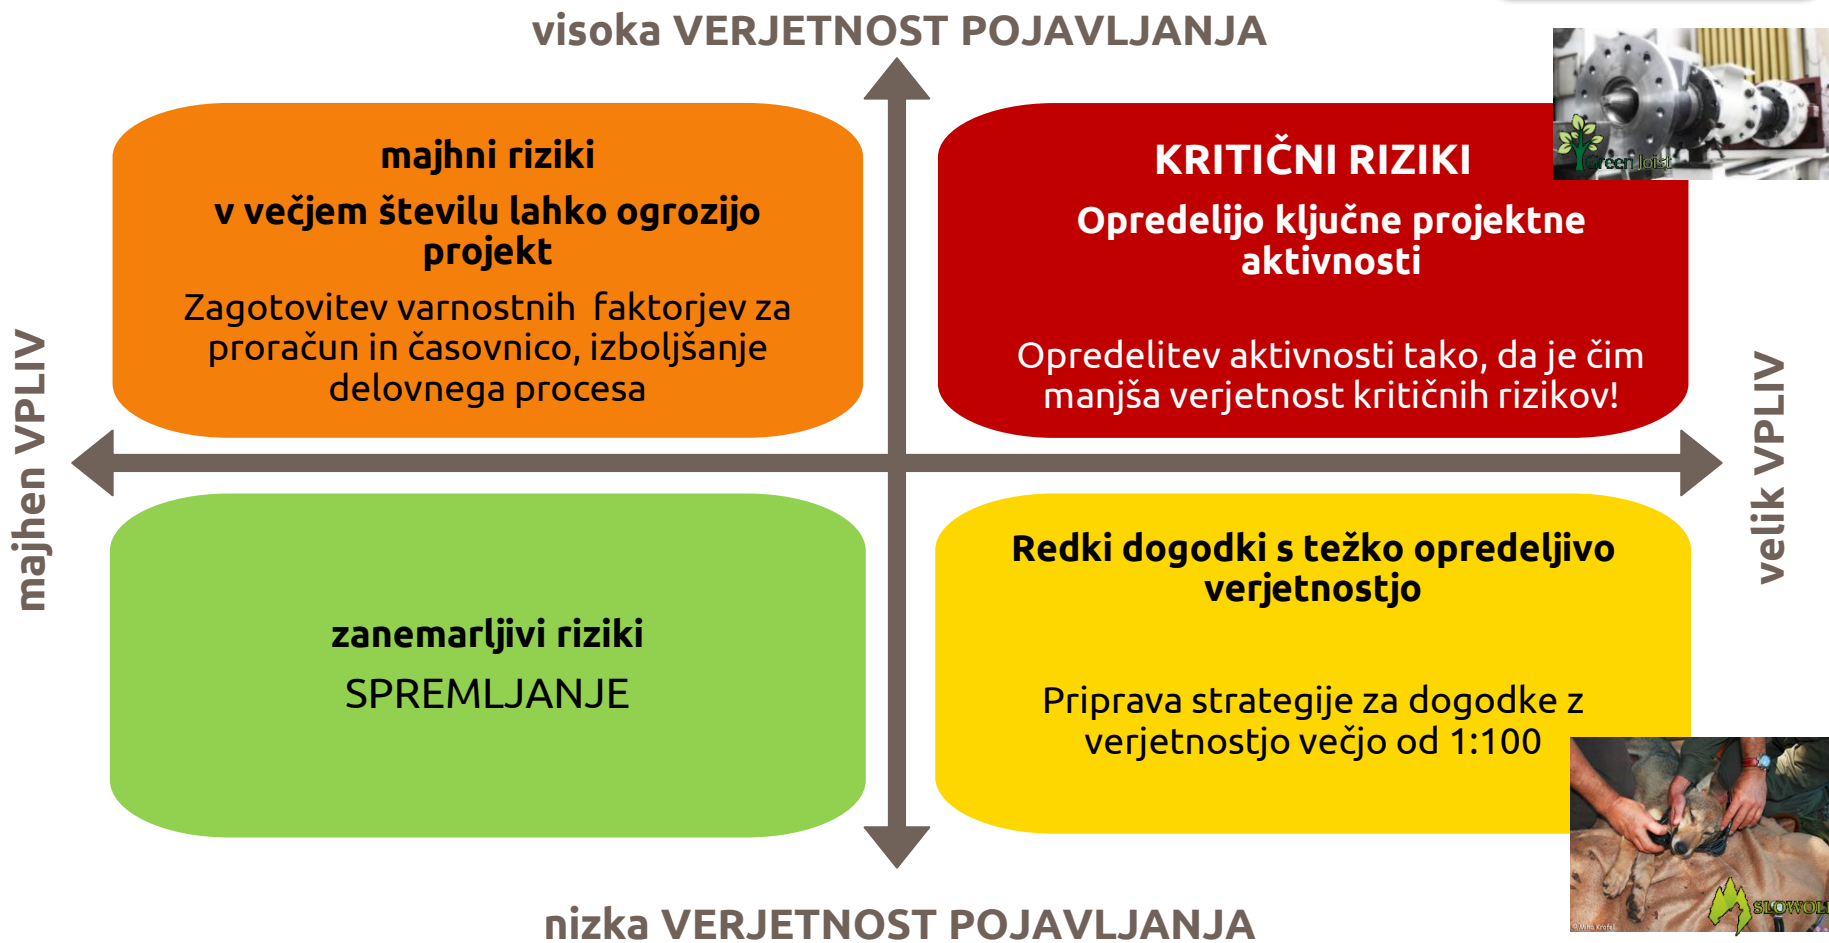 visoka VERJETNOST POJAVLJANJA
majhni riziki
v večjem številu lahko ogrozijo
projekt
Zagotovitev varnostnih faktorjev za
proračun in časovnico, izboljšanje
delovnega procesa
KRITIČNI RIZIKI
Opredelijo ključne projektne
aktivnosti
Opredelitev aktivnosti tako, da je čim
manjša verjetnost kritičnih rizikov!
Green Joist
majhen VPLIV
velik VPLIV
zanemarljivi riziki
SPREMLJANJE
Redki dogodki s težko opredeljivo
verjetnostjo
Priprava strategije za dogodke z
verjetnostjo večjo od 1:100
© Miha Krofel
SLOWOLF
nizka VERJETNOST POJAVLJANJA